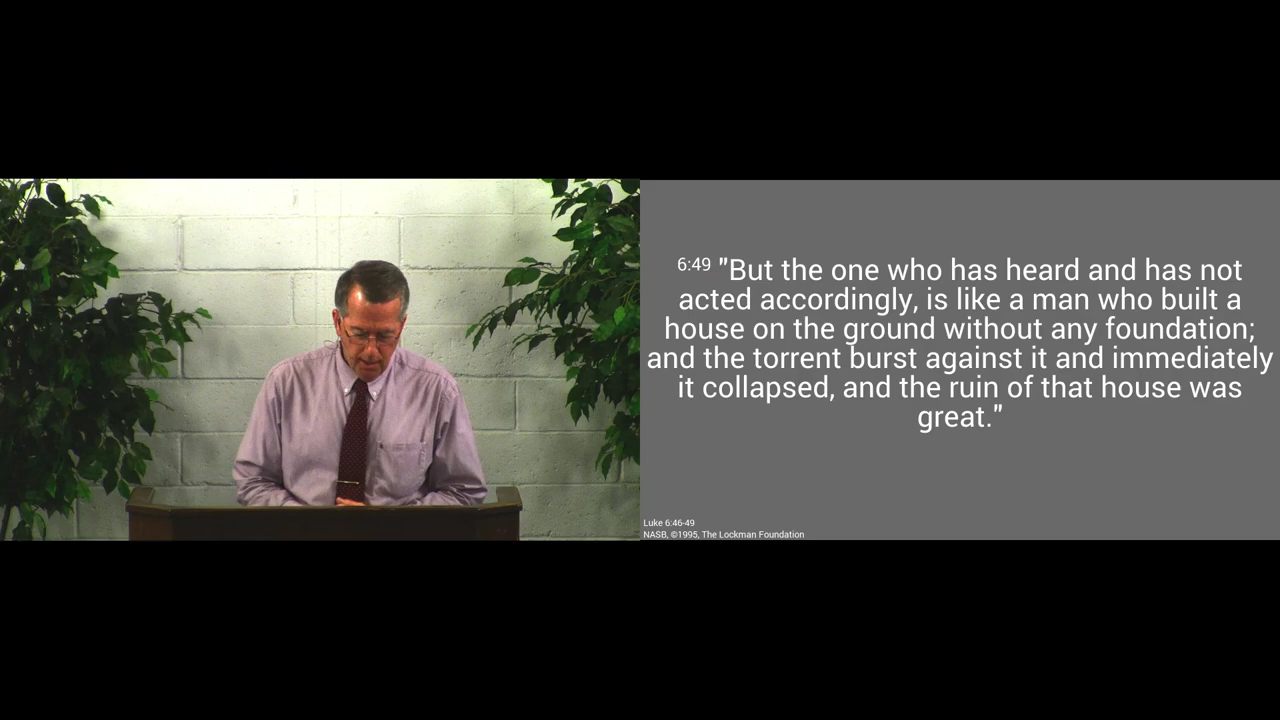 6:49 "But the one who has heard and has not
acted accordingly, is like a man who built a
house on the ground without any foundation;
and the torrent burst against it and immediately
it collapsed, and the ruin of that house was
great."
Luke 6:46-49
NASB, ©1995, The Lockman Foundation